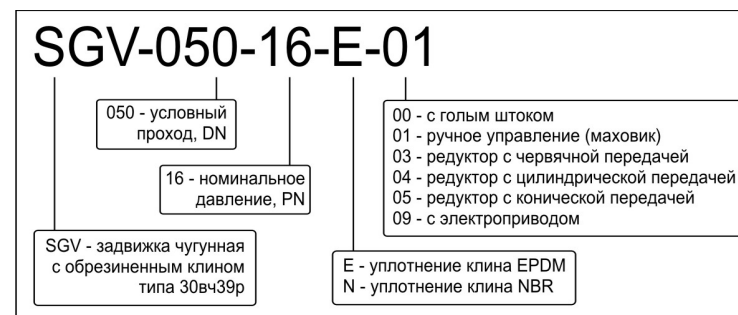 SGV-050-16-E-01
050 - условный
проход, DN
16 - номинальное
давление, PN
SGV - задвижка чугунная
с обрезиненным клином
типа 30вч39р
00 - с голым штоком
01 - ручное управление (маховик)
03 - редуктор с червячной передачей
04 - редуктор с цилиндрической передачей
05 - редуктор с конической передачей
09 - с электроприводом
E - уплотнение клина EPDM
N - уплотнение клина NBR